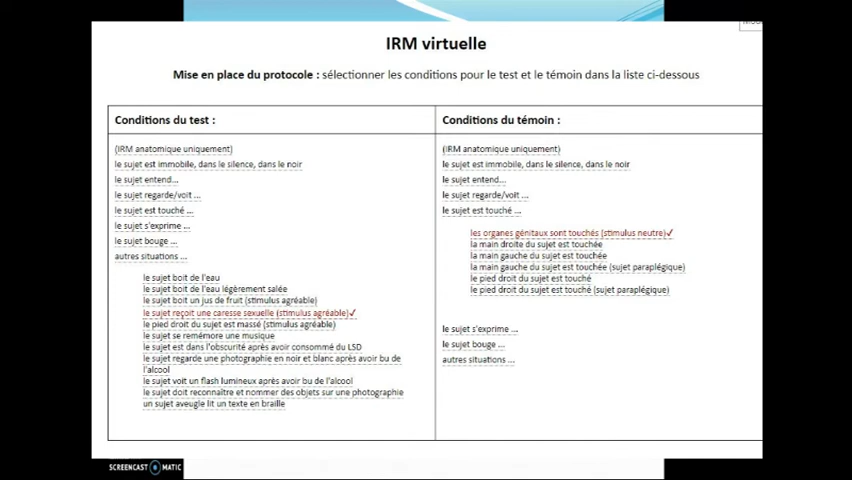 IRM virtuelle
Mise en place du protocole : sélectionner les conditions pour le test et le témoin dans la liste ci-dessous
Conditions du test :
(IRM anatomique uniquement)
le sujet est immobile, dans le silence, dans le noir
le sujet entend...
le sujet regarde/voit ...
le sujet est touché ...
le sujet s'exprime ...
le sujet bouge ...
autres situations ...
le sujet boit de l'eau
le sujet boit de l'eau légèrement salée
le sujet boit un jus de fruit (stimulus agréable)
le sujet reçoit une caresse sexuelle (stimulus agréable)✓
le pied droit du sujet est massé (stimulus agréable)
le sujet se remémore une musique
le sujet est dans l'obscurité après avoir consommé du LSD
le sujet regarde une photographie en noir et blanc après avoir bu de
l'alcool
le sujet voit un flash lumineux après avoir bu de l'alcool
le sujet doit reconnaître et nommer des objets sur une photographie
un sujet aveugle lit un texte en braille
Conditions du témoin :
(IRM anatomique uniquement)
le sujet est immobile, dans le silence, dans le noir
le sujet entend...
le sujet regarde/voit ...
le sujet est touché ...
les organes génitaux sont touchés (stimulus neutre)✓
la main droite du sujet est touchée
la main gauche du sujet est touchée
la main gauche du sujet est touchée (sujet paraplégique)
le pied droit du sujet est touché
le pied droit du sujet est touché (sujet paraplégique)
le sujet s'exprime ...
le sujet bouge ...
autres situations ...
SCREENCAST MATIC